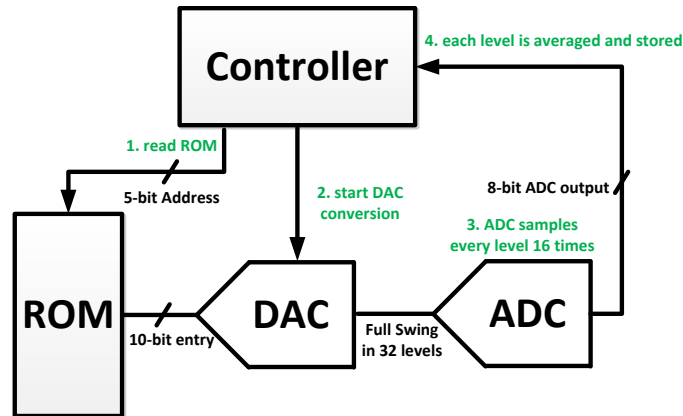 4. each level is averaged and stored
Controller
1. read ROM
5-bit Address
2. start DAC
conversion
8-bit ADC output
3. ADC samples
every level 16 times
ROM
10-bit entry
DAC
Full Swing
in 32 levels
ADC